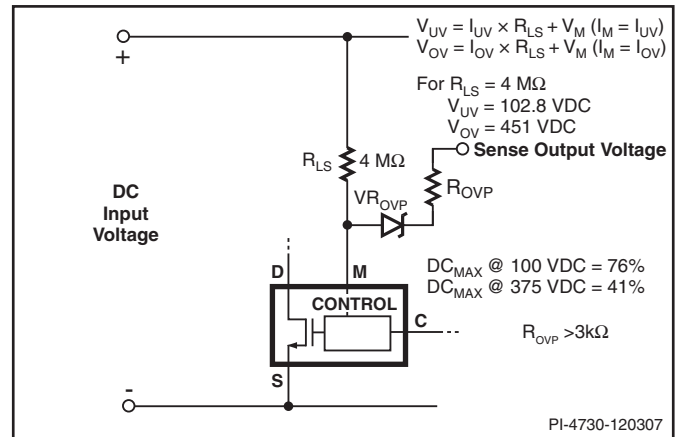 V_UV = I_UV × R_LS + V_M (I_M = I_UV)
V_OV = I_OV × R_LS + V_M (I_M = I_OV)
+
For R_LS = 4 MΩ
V_UV = 102.8 VDC
V_OV = 451 VDC
Sense Output Voltage
R_LS
4 MΩ
R_OVP
VR_OVP
DC
Input
Voltage
D
M
DC_MAX @ 100 VDC = 76%
DC_MAX @ 375 VDC = 41%
CONTROL
C
R_OVP >3kΩ
S
-
PI-4730-120307